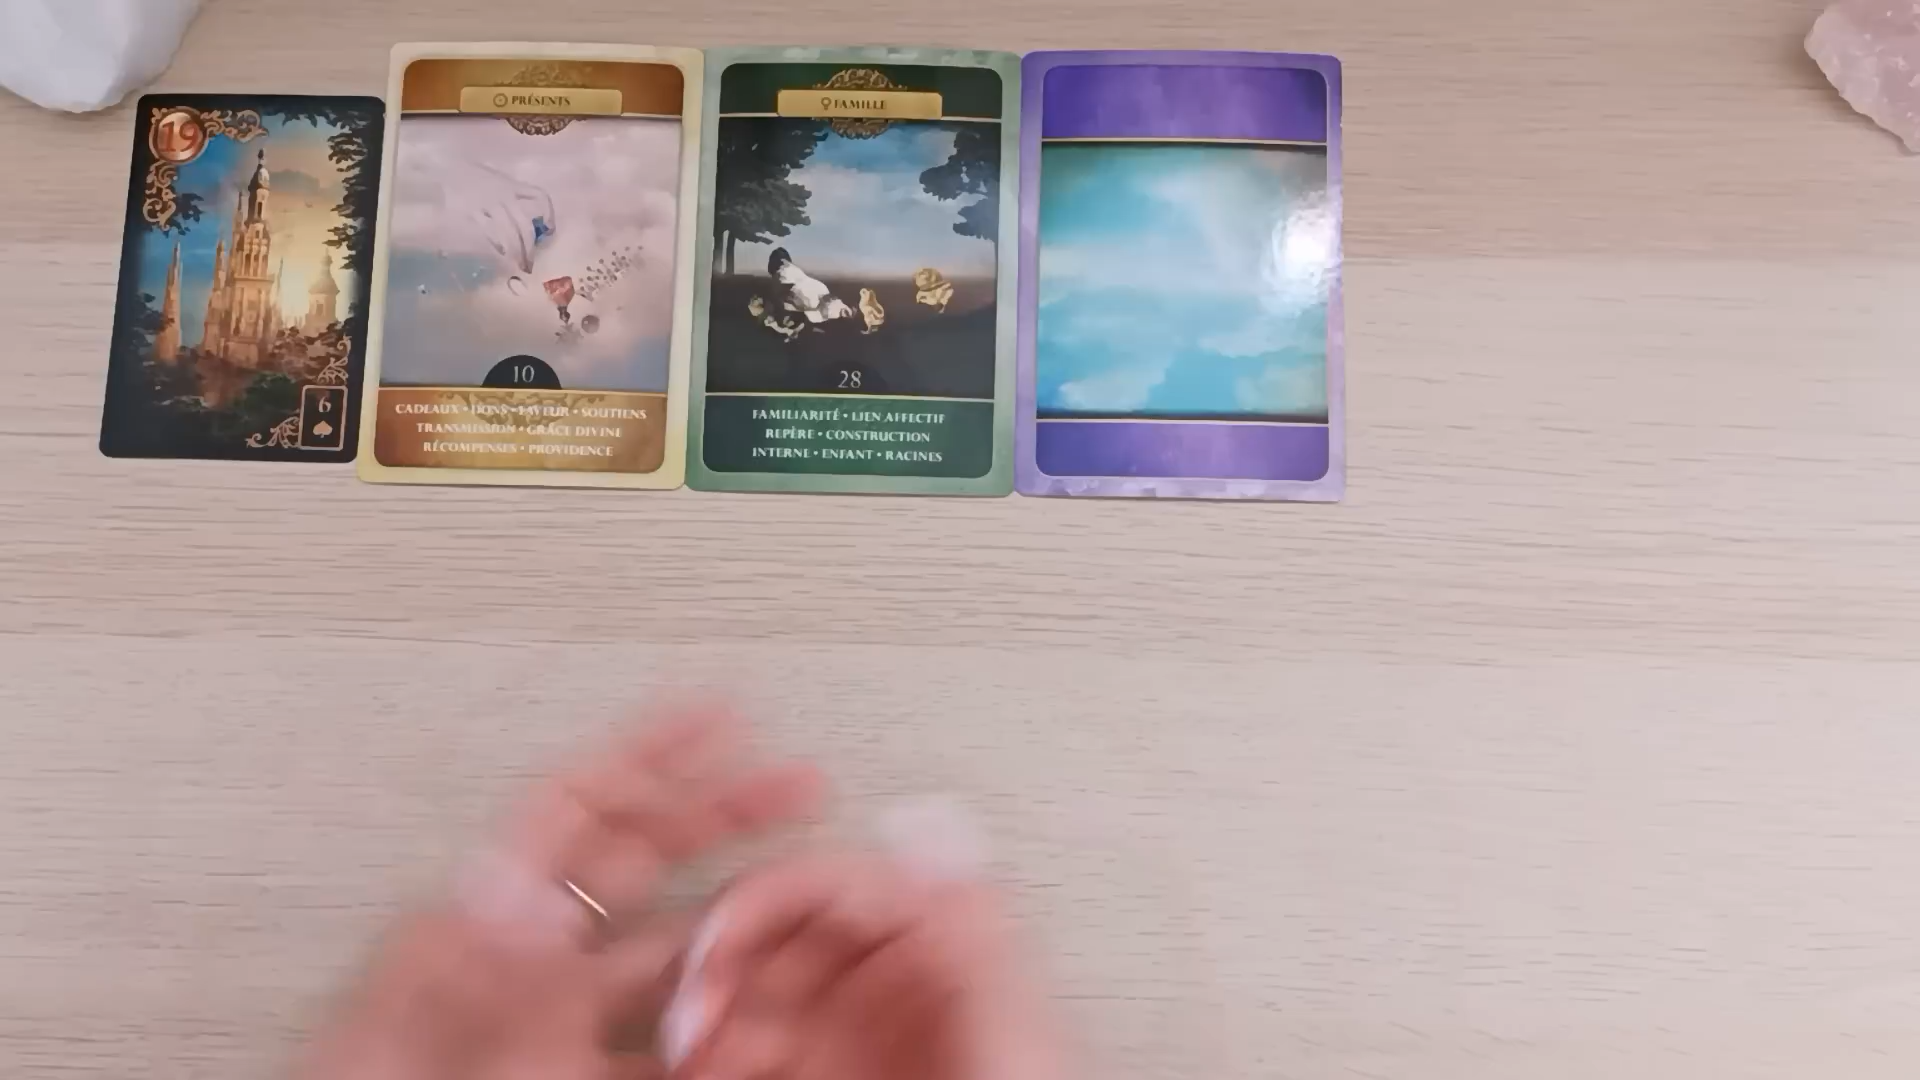 19
6
PRÉSENTS
10
CADEAUX • DONS • FAVEUR • SOUTIENS
TRANSMISSION • GRÂCE DIVINE
RÉCOMPENSES • PROVIDENCE
FAMILLE
28
FAMILIARITÉ • LIEN AFFECTIF
REPÈRE • CONSTRUCTION
INTERNE • ENFANT • RACINES